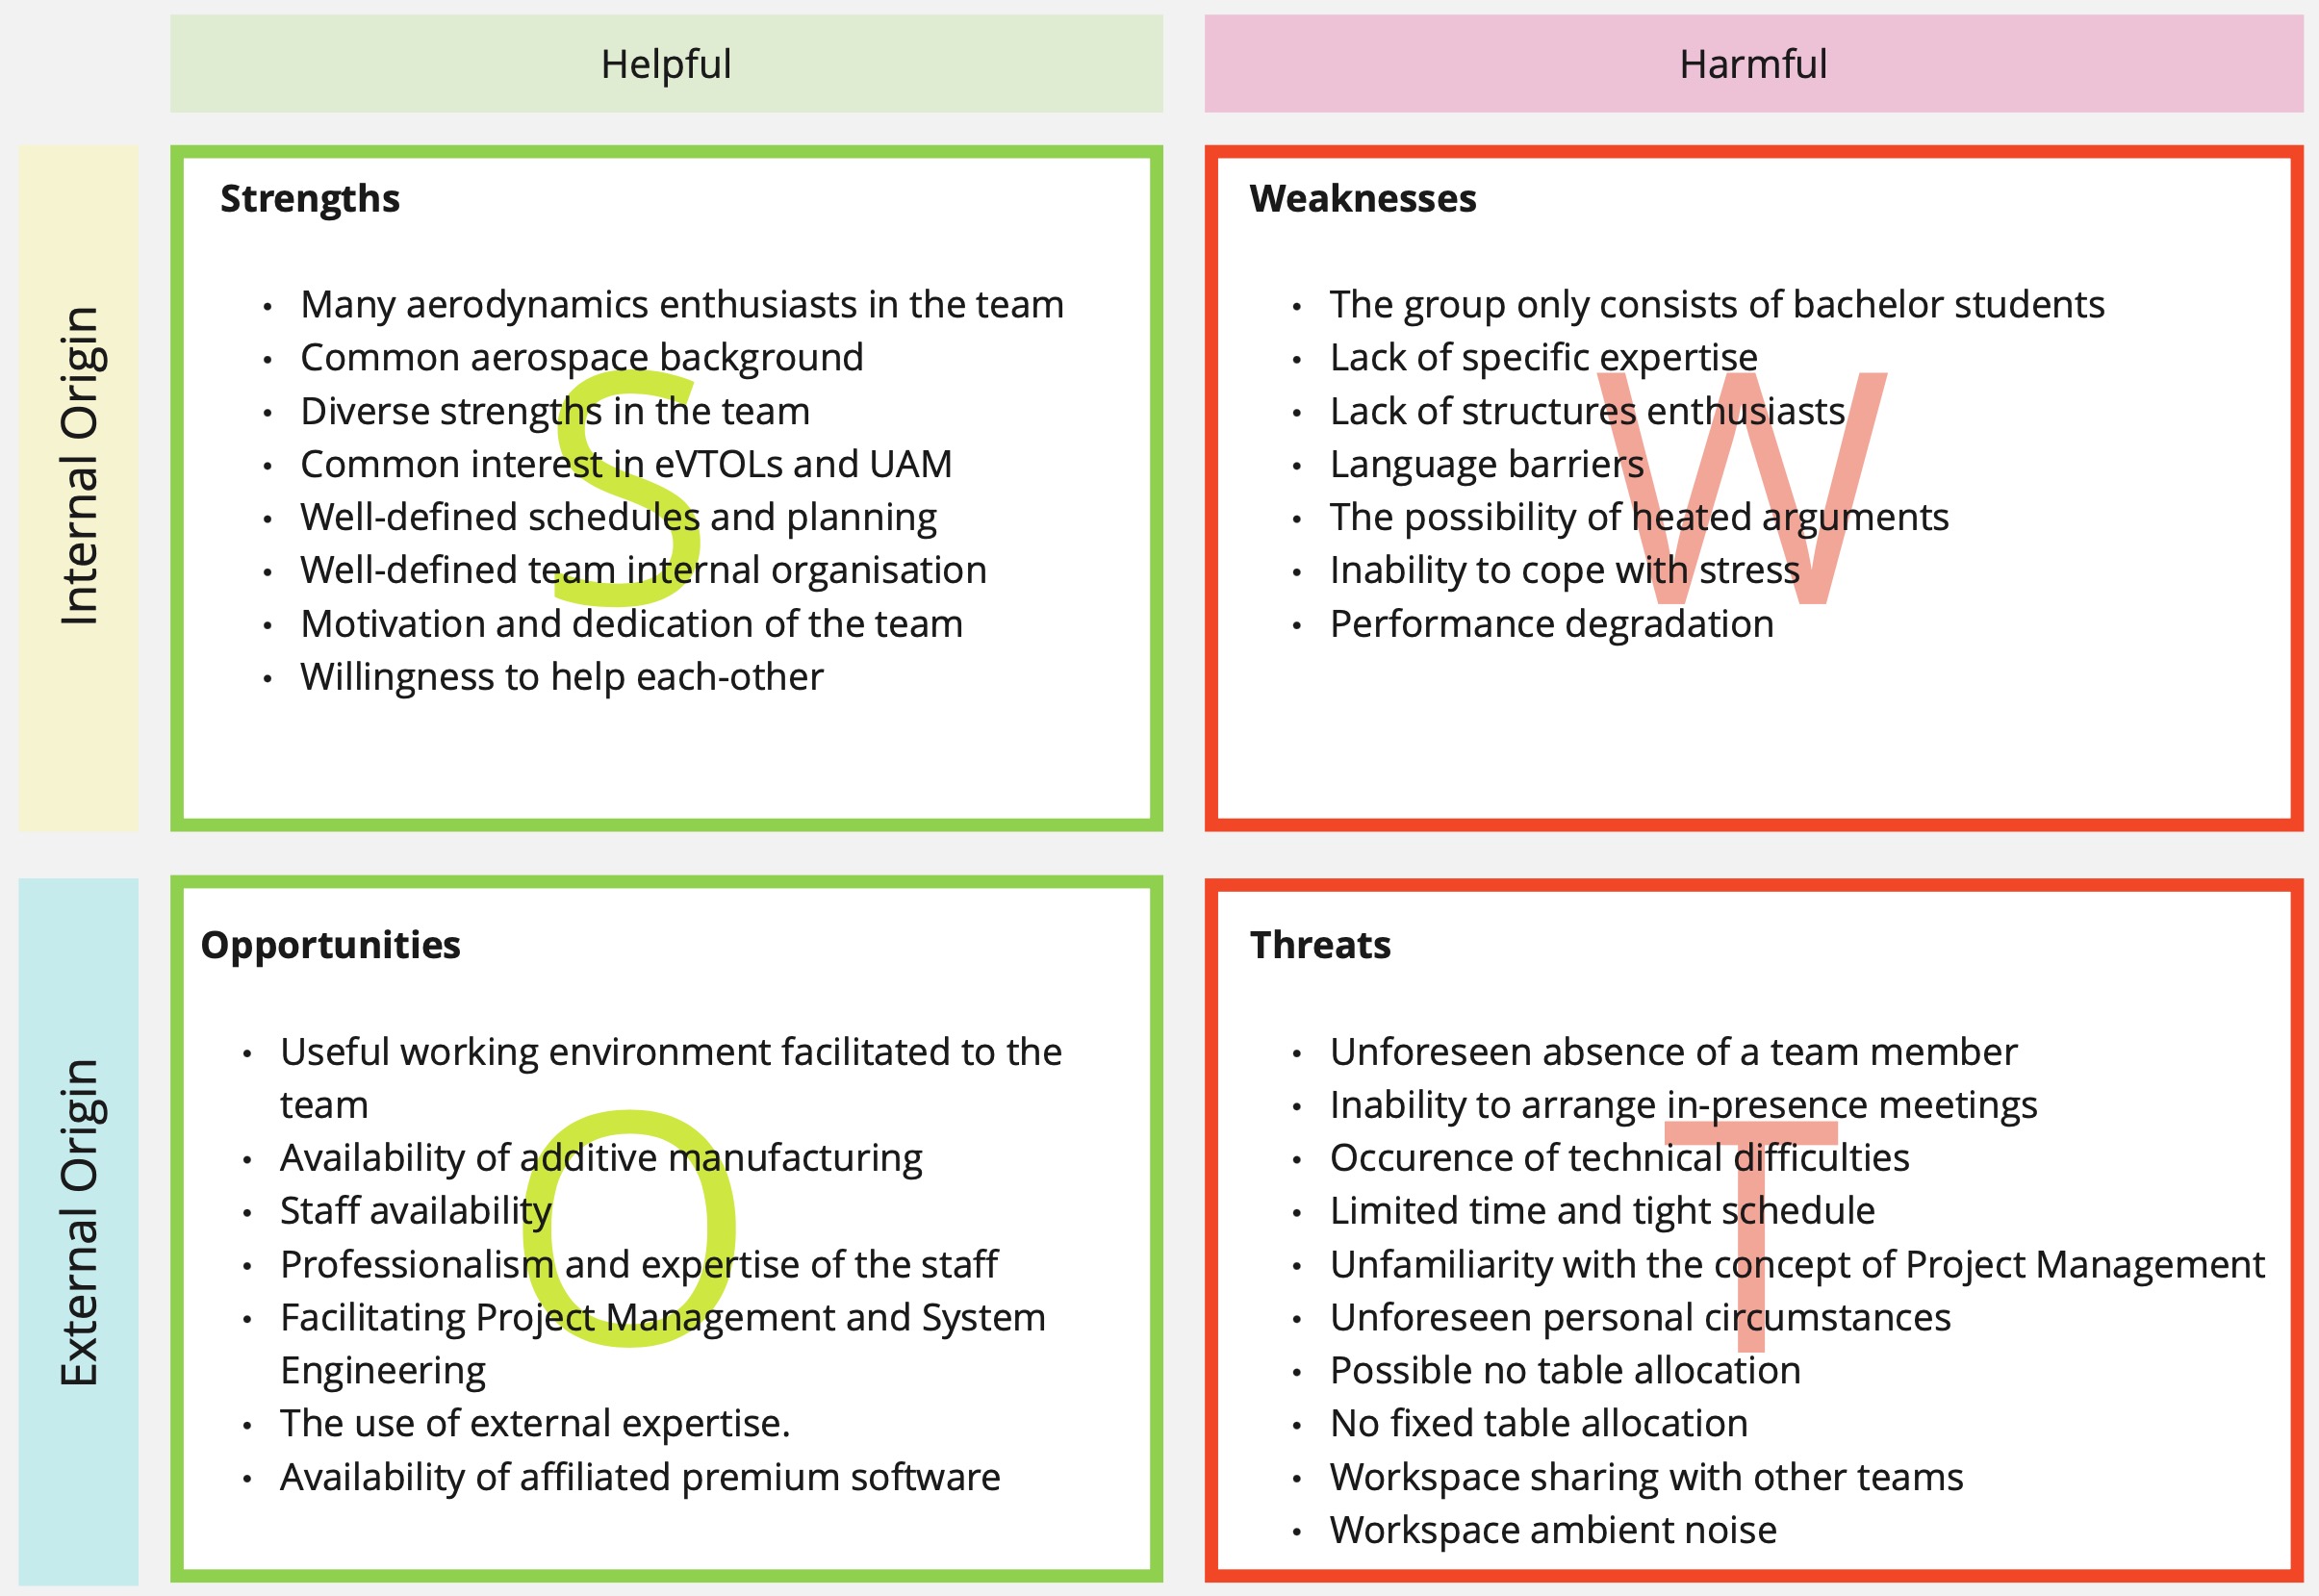 Helpful
Harmful
Internal Origin
Strengths
• Many aerodynamics enthusiasts in the team
• Common aerospace background
• Diverse strengths in the team
• Common interest in eVTOLs and UAM
• Well-defined schedules and planning
• Well-defined team internal organisation
• Motivation and dedication of the team
• Willingness to help each-other
S
Weaknesses
• The group only consists of bachelor students
• Lack of specific expertise
• Lack of structures enthusiasts
• Language barriers
• The possibility of heated arguments
• Inability to cope with stress
• Performance degradation
W
External Origin
Opportunities
• Useful working environment facilitated to the
team
• Availability of additive manufacturing
• Staff availability
• Professionalism and expertise of the staff
• Facilitating Project Management and System
Engineering
• The use of external expertise.
• Availability of affiliated premium software
O
Threats
• Unforeseen absence of a team member
• Inability to arrange in-presence meetings
• Occurence of technical difficulties
• Limited time and tight schedule
• Unfamiliarity with the concept of Project Management
• Unforeseen personal circumstances
• Possible no table allocation
• No fixed table allocation
• Workspace sharing with other teams
• Workspace ambient noise
T